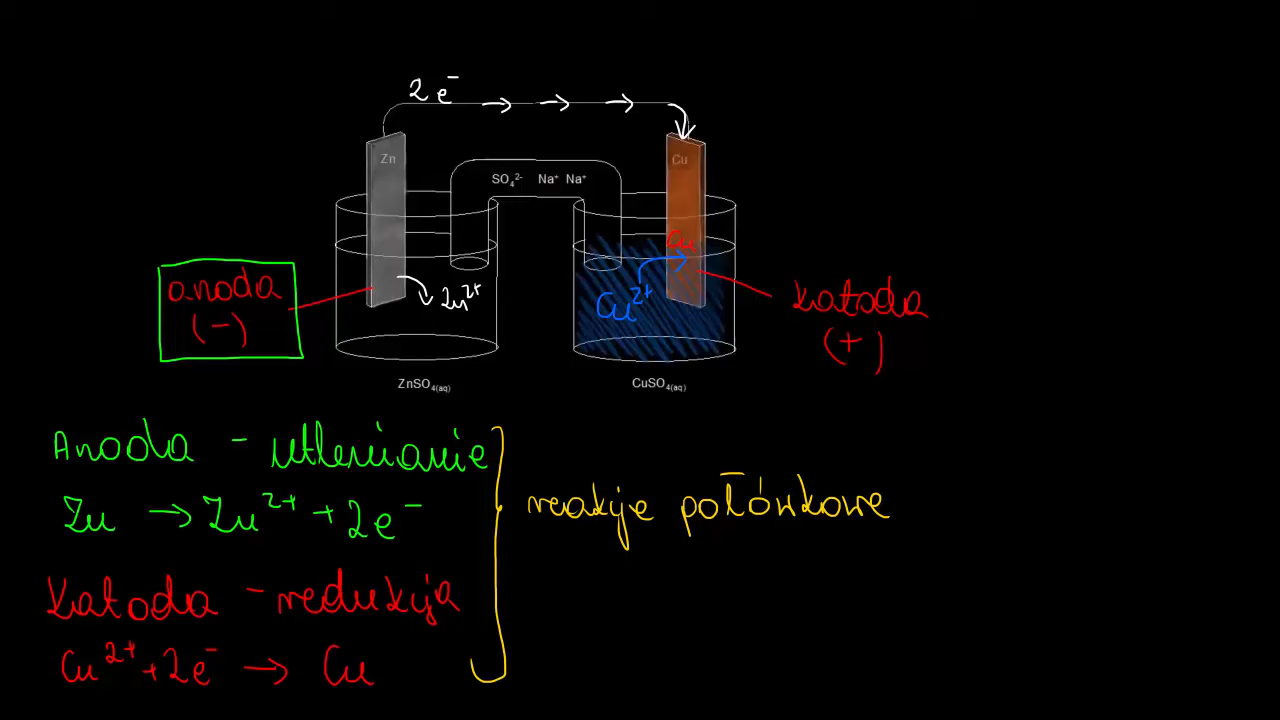 2e⁻
Zn
Cu
SO₄²⁻ Na⁺ Na⁺
Cu
anoda
(-)
Zn²⁺
Cu²⁺
katoda
(+)
ZnSO₄₍ₐq₎
CuSO₄₍ₐq₎
Anoda - utlenianie
Zn → Zn²⁺ + 2e⁻
reakcje połówkowe
Katoda - redukcja
Cu²⁺ + 2e⁻ → Cu